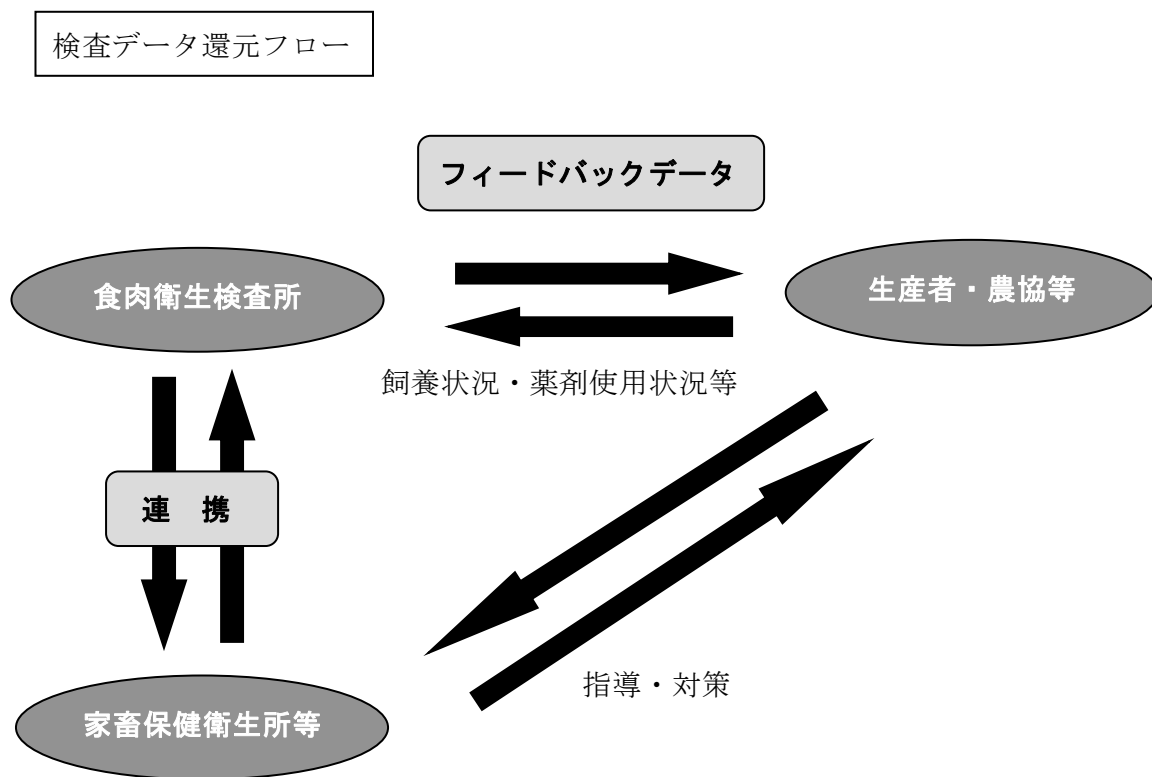 検査データ還元フロー
フィードバックデータ
食肉衛生検査所
生産者・農協等
飼養状況・薬剤使用状況等
連　携
指導・対策
家畜保健衛生所等